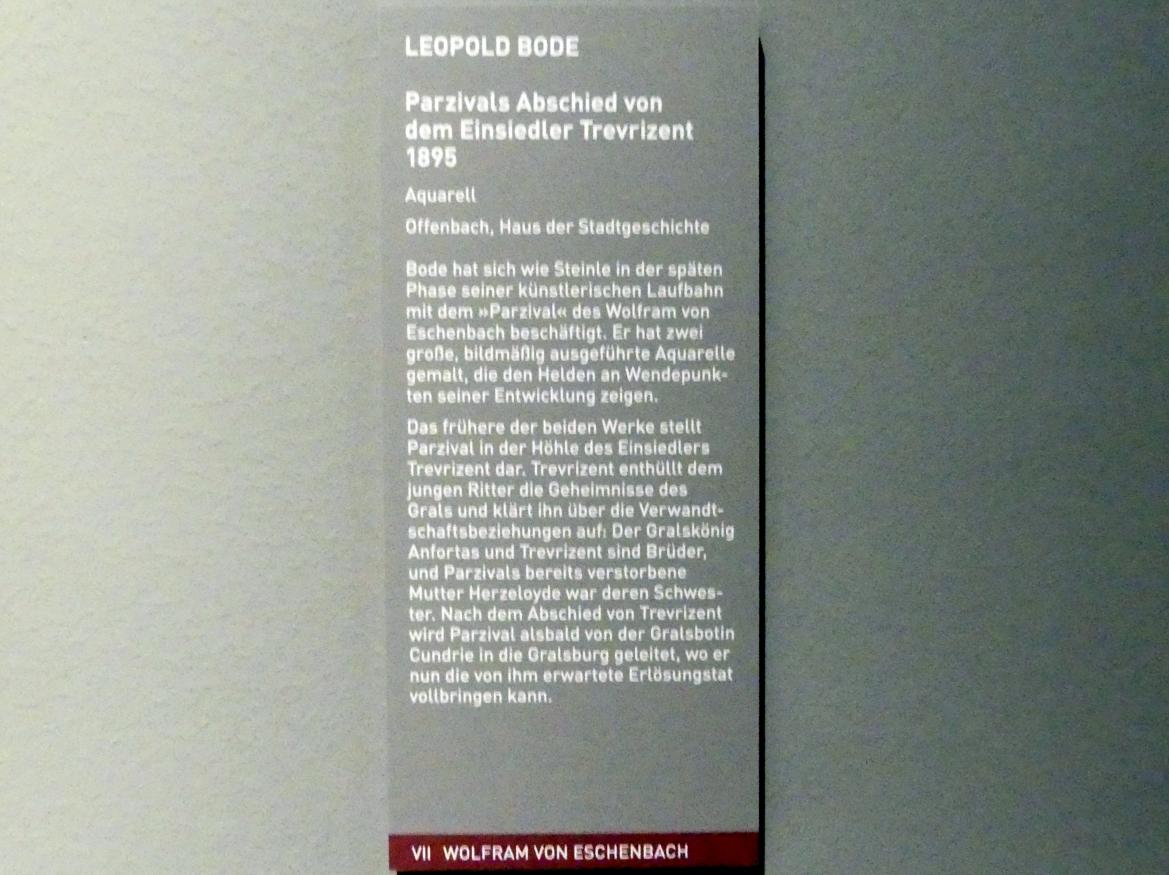 LEOPOLD BODE
Parzivals Abschied von
dem Einsiedler Trevrizent
1895
Aquarell
Offenbach, Haus der Stadtgeschichte
Bode hat sich wie Steinle in der späten
Phase seiner künstlerischen Laufbahn
mit dem »Parzival« des Wolfram von
Eschenbach beschäftigt. Er hat zwei
große, bildmäßig ausgeführte Aquarelle
gemalt, die den Helden an Wendepunk-
ten seiner Entwicklung zeigen.
Das frühere der beiden Werke stellt
Parzival in der Höhle des Einsiedlers
Trevrizent dar. Trevrizent enthüllt dem
jungen Ritter die Geheimnisse des
Grals und klärt ihn über die Verwandt-
schaftsbeziehungen auf: Der Gralskönig
Anfortas und Trevrizent sind Brüder,
und Parzivals bereits verstorbene
Mutter Herzeloyde war deren Schwes-
ter. Nach dem Abschied von Trevrizent
wird Parzival alsbald von der Gralsbotin
Cundrie in die Gralsburg geleitet, wo er
nun die von ihm erwartete Erlösungstat
vollbringen kann.
VII WOLFRAM VON ESCHENBACH